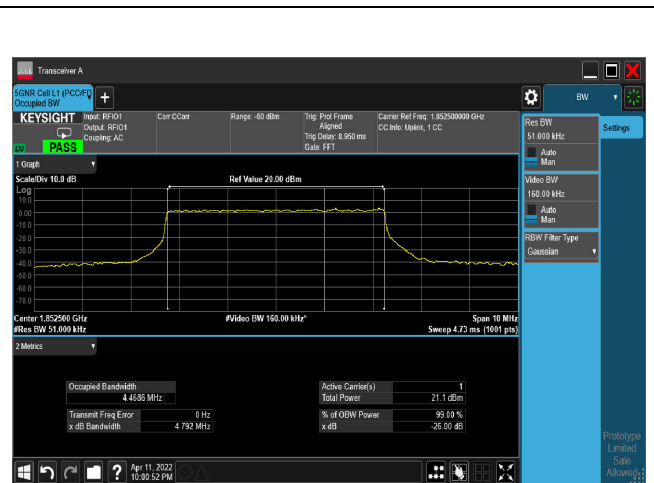 Transceiver A
5GNR Cell L1 (PCC/F
Occupied BW
+
BW
KEYSIGHT
Input: RFIO1
Output: RFIO1
Coupling: AC
Corr CCorr
Range: -60 dBm
Trig: Prot Frame
Aligned
Trig Delay: 8.950 ms
Gate: FFT
Carrier Ref Freq: 1.852500000 GHz
CC Info: Uplink, 1 CC
LVI
PASS
Res BW
51.000 kHz
Auto
Man
Video BW
160.00 kHz
Auto
Man
RBW Filter Type
Gaussian
Settings
1 Graph
Scale/Div 10.0 dB
Ref Value 20.00 dBm
Log
10.0
0.00
-10.0
-20.0
-30.0
-40.0
-50.0
-60.0
-70.0
Center 1.852500 GHz
#Video BW 160.00 kHz*
Span 10 MHz
#Res BW 51.000 kHz
Sweep 4.73 ms (1001 pts)
2 Metrics
Occupied Bandwidth
4.4686 MHz
Transmit Freq Error 0 Hz
x dB Bandwidth 4.792 MHz
Active Carrier(s) 1
Total Power 21.1 dBm
% of OBW Power 99.00 %
x dB -26.00 dB
Prototype
Limited
Sale
Allowed
?
Apr 11, 2022
10:00:52 PM